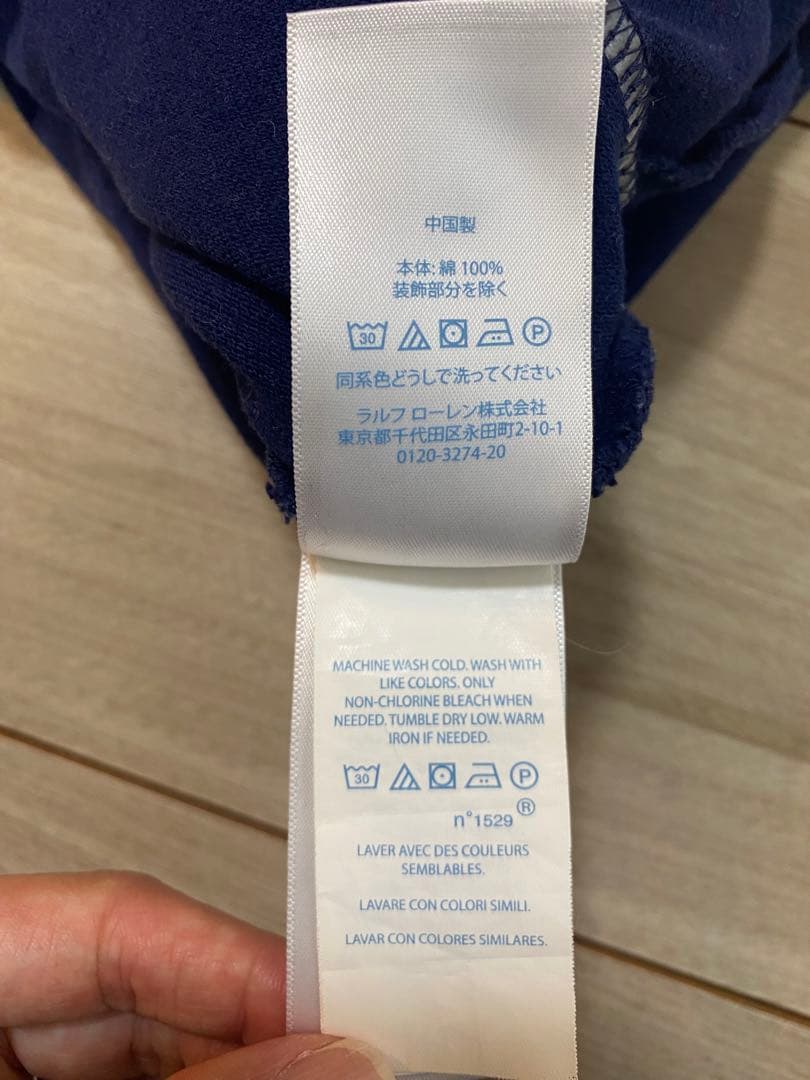 中国製
本体: 綿 100%
装飾部分を除く
30 P
同系色どうしで洗ってください
ラルフ ローレン株式会社
東京都千代田区永田町2-10-1
0120-3274-20
MACHINE WASH COLD. WASH WITH
LIKE COLORS. ONLY
NON-CHLORINE BLEACH WHEN
NEEDED. TUMBLE DRY LOW. WARM
IRON IF NEEDED.
30 P
n°1529 ®
LAVER AVEC DES COULEURS
SEMBLABLES.
LAVARE CON COLORI SIMILI.
LAVAR CON COLORES SIMILARES.